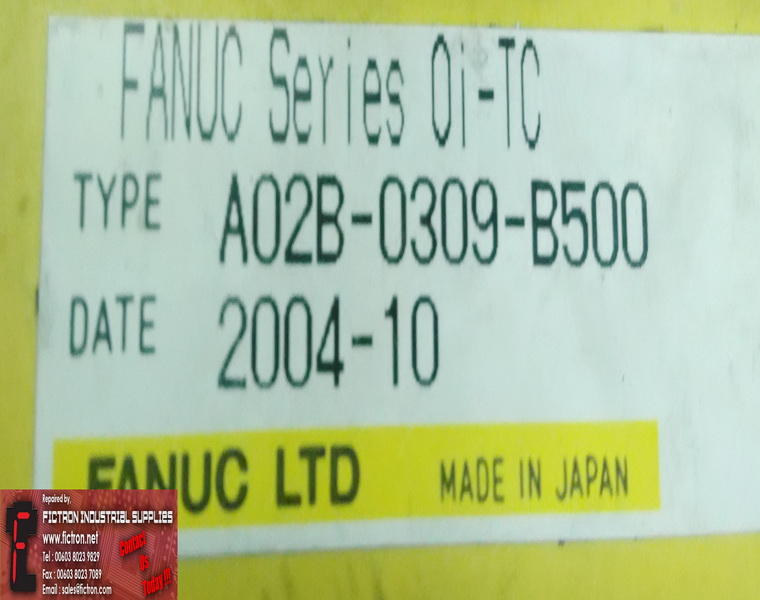 FANUC Series 0i-TC
TYPE A02B-0309-B500
DATE 2004-10
FANUC LTD MADE IN JAPAN
Repaired by,
FICTRON INDUSTRIAL SUPPLIES
www.fictron.net
Tel : 00603 8023 9829
Fax : 00603 8023 7089
Email : sales@fictron.com
Contact
Us
Today !!!